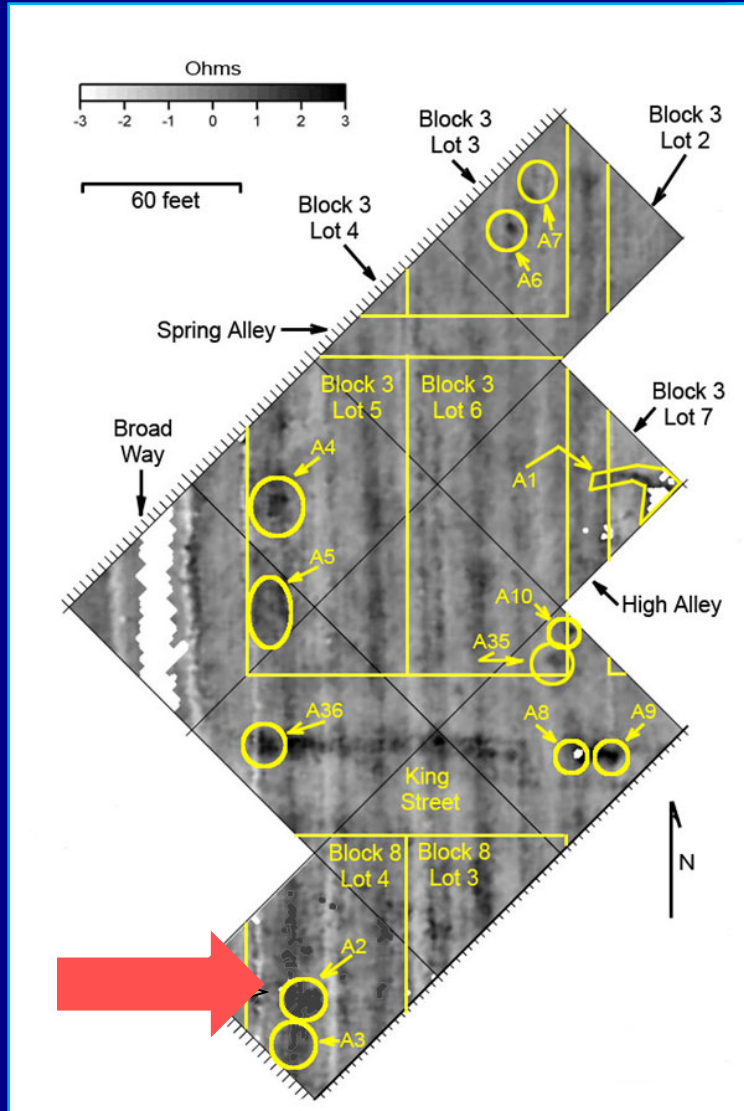 Ohms
-3 -2 -1 0 1 2 3
60 feet
Block 3
Lot 3
Block 3
Lot 2
Block 3
Lot 4
A7
A6
Spring Alley
Block 3
Lot 5
Block 3
Lot 6
Block 3
Lot 7
Broad
Way
A4
A1
A5
A10
High Alley
A35
A36
A8
A9
King
Street
N
Block 8
Lot 4
Block 8
Lot 3
A2
A3